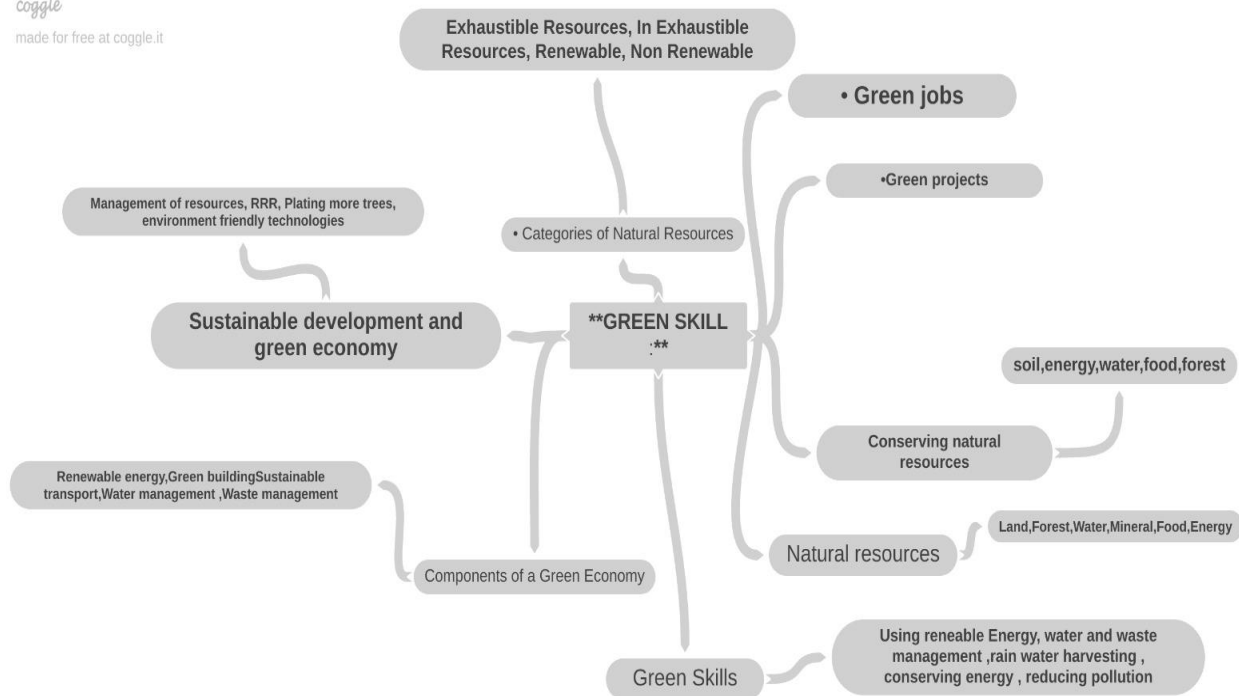 coggle
made for free at coggle.it
Exhaustible Resources, In Exhaustible
Resources, Renewable, Non Renewable
• Green jobs
•Green projects
Management of resources, RRR, Plating more trees,
environment friendly technologies
• Categories of Natural Resources
Sustainable development and
green economy
**GREEN SKILL
:**
soil,energy,water,food,forest
Conserving natural
resources
Renewable energy,Green buildingSustainable
transport,Water management ,Waste management
Land,Forest,Water,Mineral,Food,Energy
Natural resources
Components of a Green Economy
Using reneable Energy, water and waste
management ,rain water harvesting ,
conserving energy , reducing pollution
Green Skills